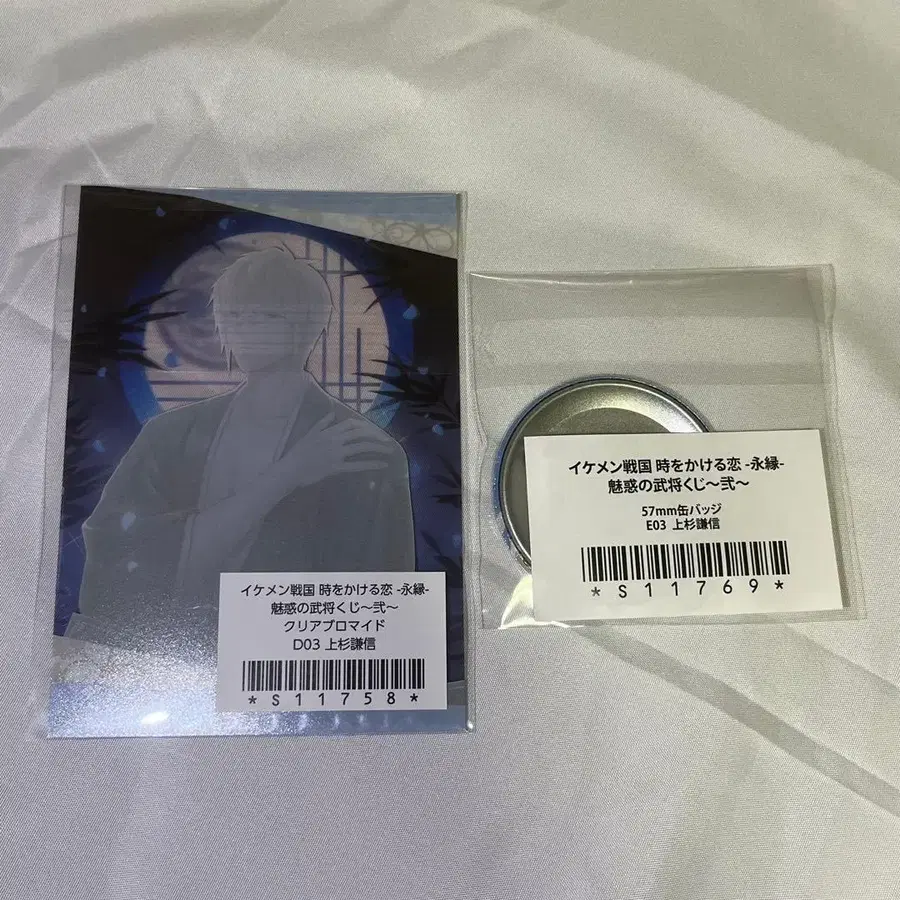 イケメン戦国 時をかける恋 -永縁-
魅惑の武将くじ～弐～
クリアブロマイド
D03 上杉謙信
*S11758*
イケメン戦国 時をかける恋 -永縁-
魅惑の武将くじ～弐～
57mm缶バッジ
E03 上杉謙信
*S11769*